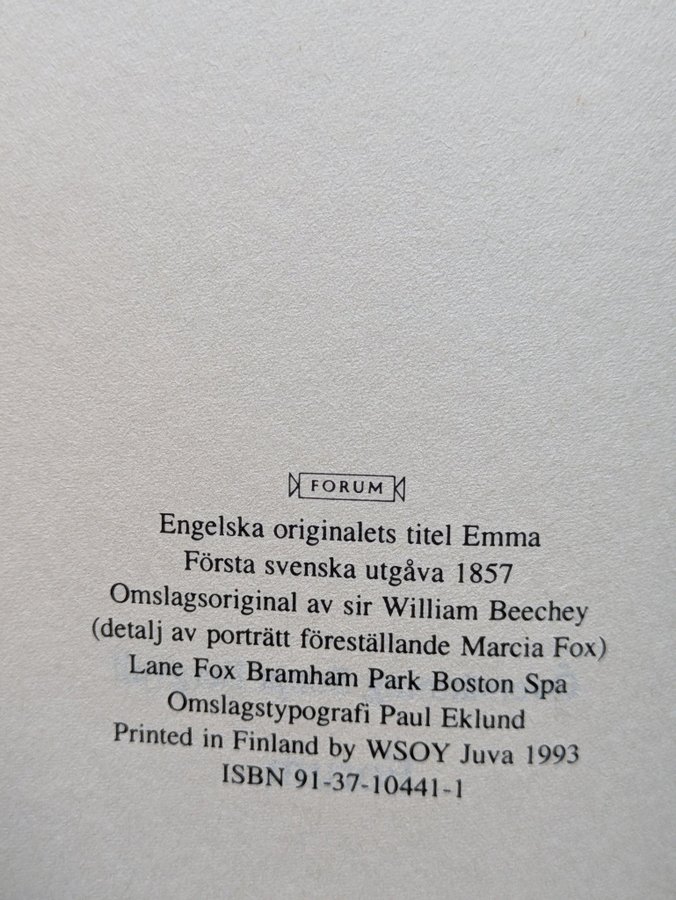 FORUM
Engelska originalets titel Emma
Första svenska utgåva 1857
Omslagsoriginal av sir William Beechey
(detalj av porträtt föreställande Marcia Fox)
Lane Fox Bramham Park Boston Spa
Omslagstypografi Paul Eklund
Printed in Finland by WSOY Juva 1993
ISBN 91-37-10441-1